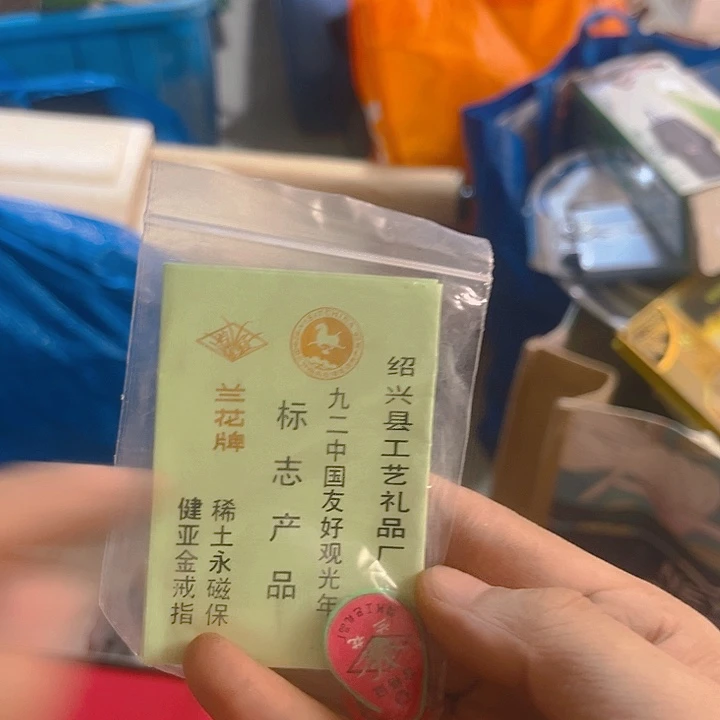 绍兴县工艺礼品厂
九二中国友好观光年
标志产品
兰花牌
稀土永磁保
健亚金戒指